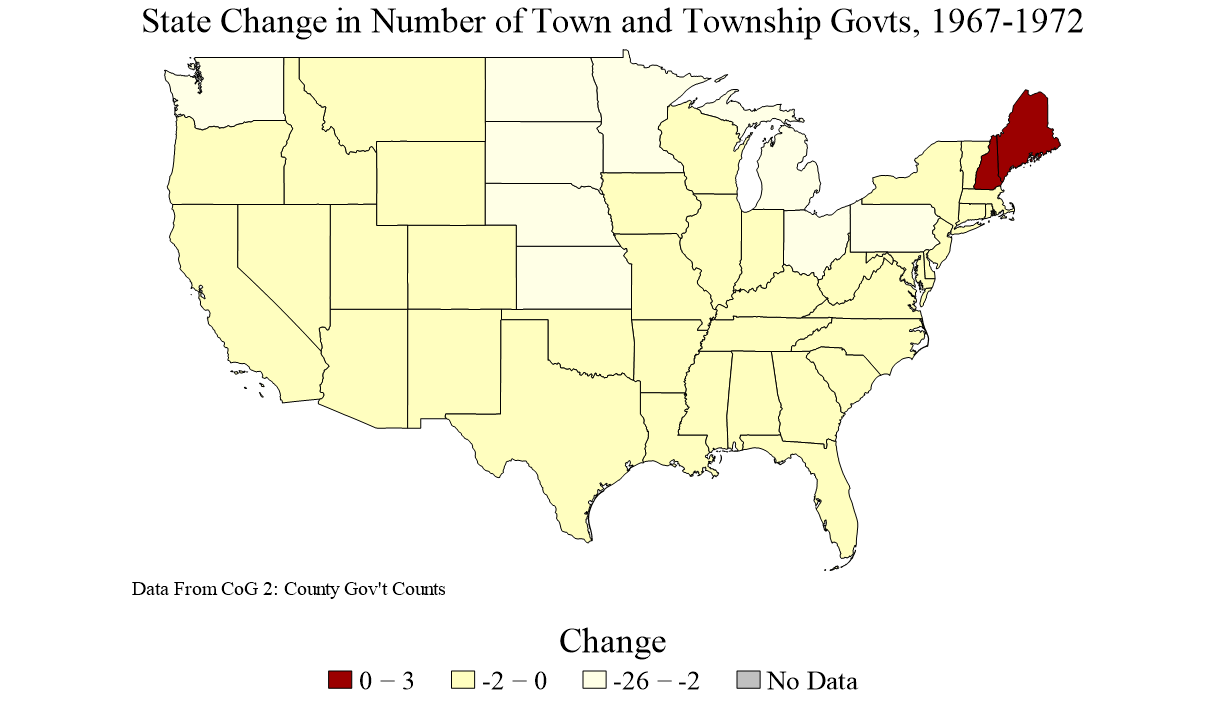 State Change in Number of Town and Township Govts, 1967-1972
Data From CoG 2: County Gov't Counts
Change
0 − 3 -2 − 0 -26 − -2 No Data